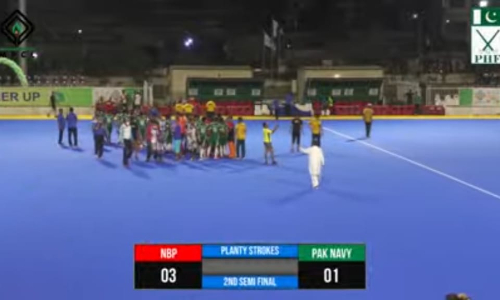 PHF
ER UP
NBP
PLANTY STROKES
PAK NAVY
03
2ND SEMI FINAL
01